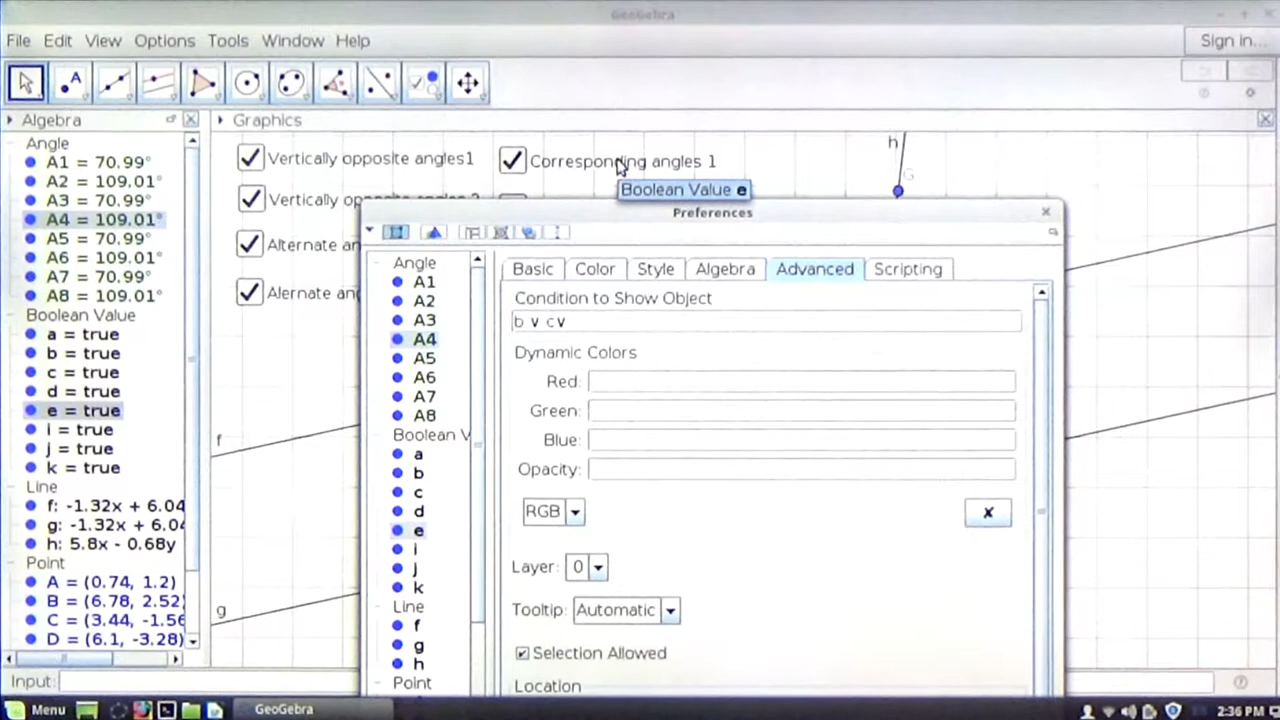 GeoGebra
File Edit View Options Tools Window Help
Sign in...
Algebra
Graphics
Angle
A1 = 70.99°
A2 = 109.01°
A3 = 70.99°
A4 = 109.01°
A5 = 70.99°
A6 = 109.01°
A7 = 70.99°
A8 = 109.01°
Boolean Value
a = true
b = true
c = true
d = true
e = true
i = true
j = true
k = true
Line
f: -1.32x + 6.04
g: -1.32x + 6.04
h: 5.8x - 0.68y
Point
A = (0.74, 1.2)
B = (6.78, 2.52)
C = (3.44, -1.56
D = (6.1, -3.28)
Input:
Vertically opposite angles1
Corresponding angles 1
Boolean Value e
Vertically opposite angles 2
Alternate an
Alernate ang
h
G
f
g
Preferences
Angle
A1
A2
A3
A4
A5
A6
A7
A8
Boolean V
a
b
c
d
e
i
j
k
Line
f
g
h
Point
Basic Color Style Algebra Advanced Scripting
Condition to Show Object
b ∨ c∨
Dynamic Colors
Red:
Green:
Blue:
Opacity:
RGB
Layer: 0
Tooltip: Automatic
Selection Allowed
Location
Menu
GeoGebra
2:36 PM